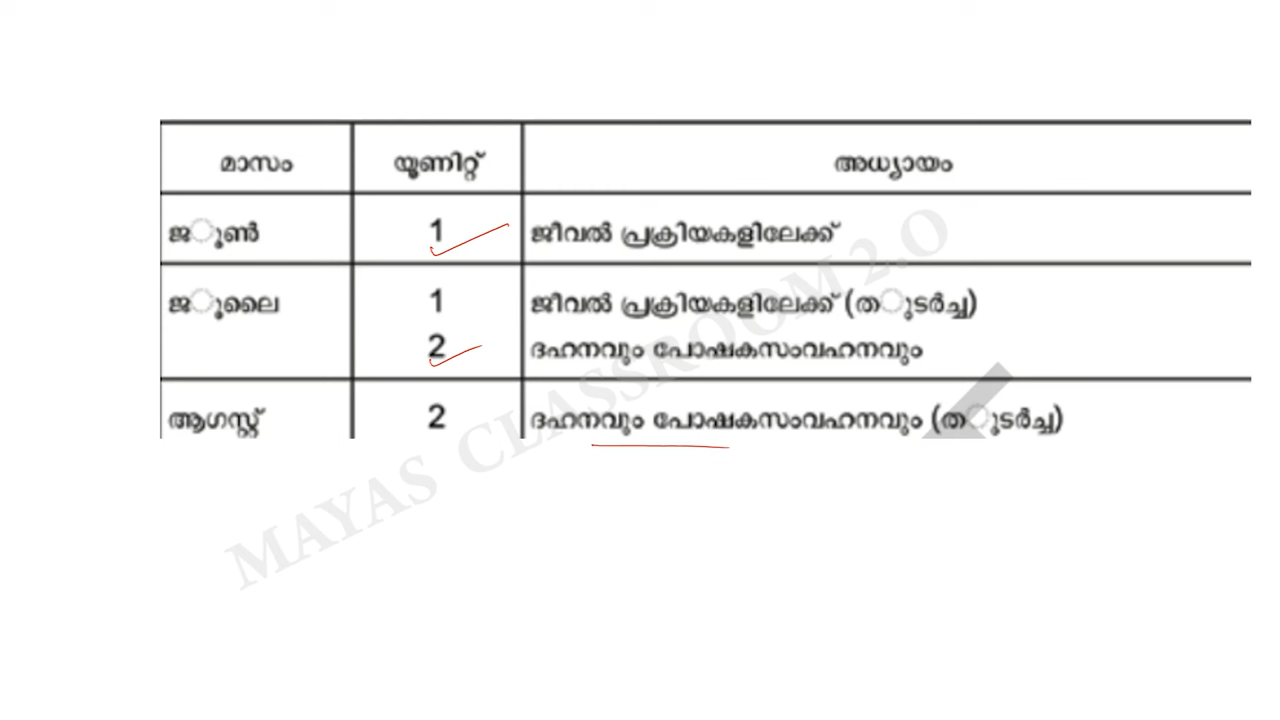 മാസം യൂണിറ്റ് അധ്യായം
ജൂൺ 1 ജീവൽ പ്രക്രിയകളിലേക്ക്
ജൂലൈ 1 ജീവൽ പ്രക്രിയകളിലേക്ക് (തുടർച്ച)
2 ദഹനവും പോഷകസംവഹനവും
ആഗസ്റ്റ് 2 ദഹനവും പോഷകസംവഹനവും (തുടർച്ച)
MAYAS CLASSROOM 2.O